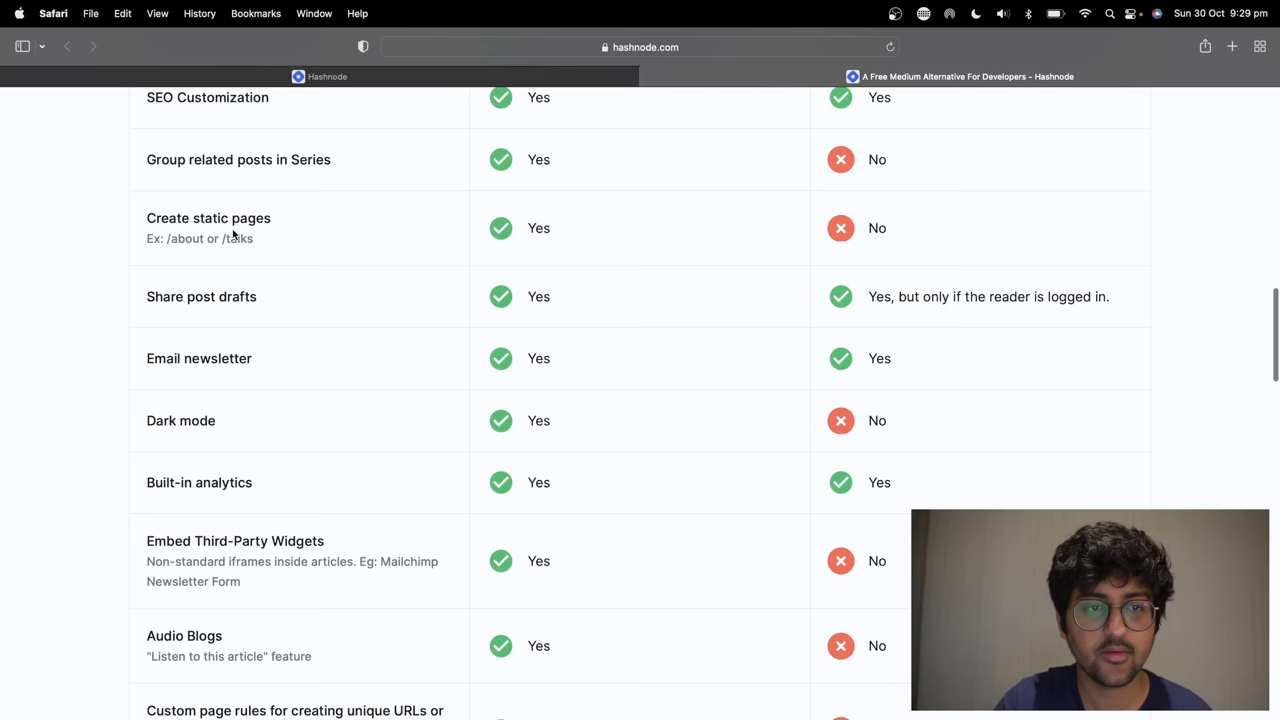 Safari File Edit View History Bookmarks Window Help Sun 30 Oct 9:29 pm
hashnode.com
Hashnode A Free Medium Alternative For Developers – Hashnode
SEO Customization Yes Yes
Group related posts in Series Yes No
Create static pages
Ex: /about or /talks Yes No
Share post drafts Yes Yes, but only if the reader is logged in.
Email newsletter Yes Yes
Dark mode Yes No
Built-in analytics Yes Yes
Embed Third-Party Widgets
Non-standard iframes inside articles. Eg: Mailchimp Yes No
Newsletter Form
Audio Blogs
"Listen to this article" feature Yes No
Custom page rules for creating unique URLs or